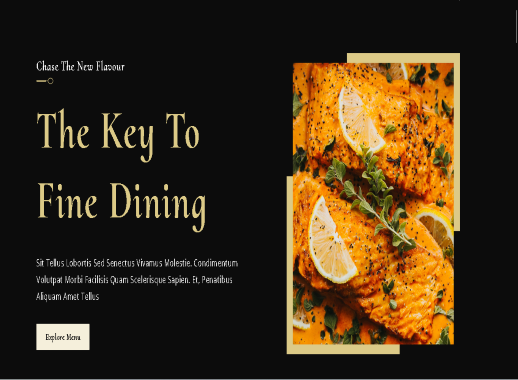 Chase The New Flavour
The Key To
Fine Dining
Sit Tellus Lobortis Sed Senectus Vivamus Molestie. Condimentum
Volutpat Morbi Facilisis Quam Scelerisque Sapien. Et, Penatibus
Aliquam Amet Tellus
Explore Menu